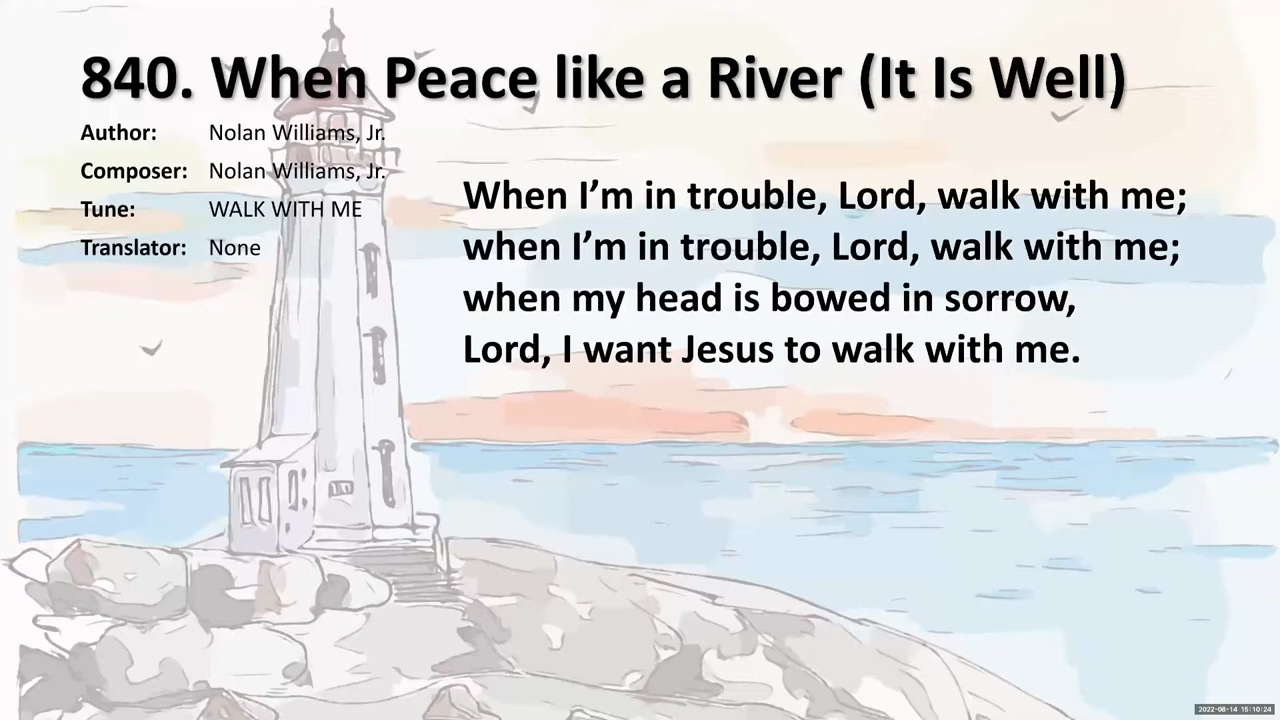 840. When Peace like a River (It Is Well)
Author: Nolan Williams, Jr.
Composer: Nolan Williams, Jr.
Tune: WALK WITH ME
Translator: None
When I’m in trouble, Lord, walk with me;
when I’m in trouble, Lord, walk with me;
when my head is bowed in sorrow,
Lord, I want Jesus to walk with me.
2022-08-14 15:10:24